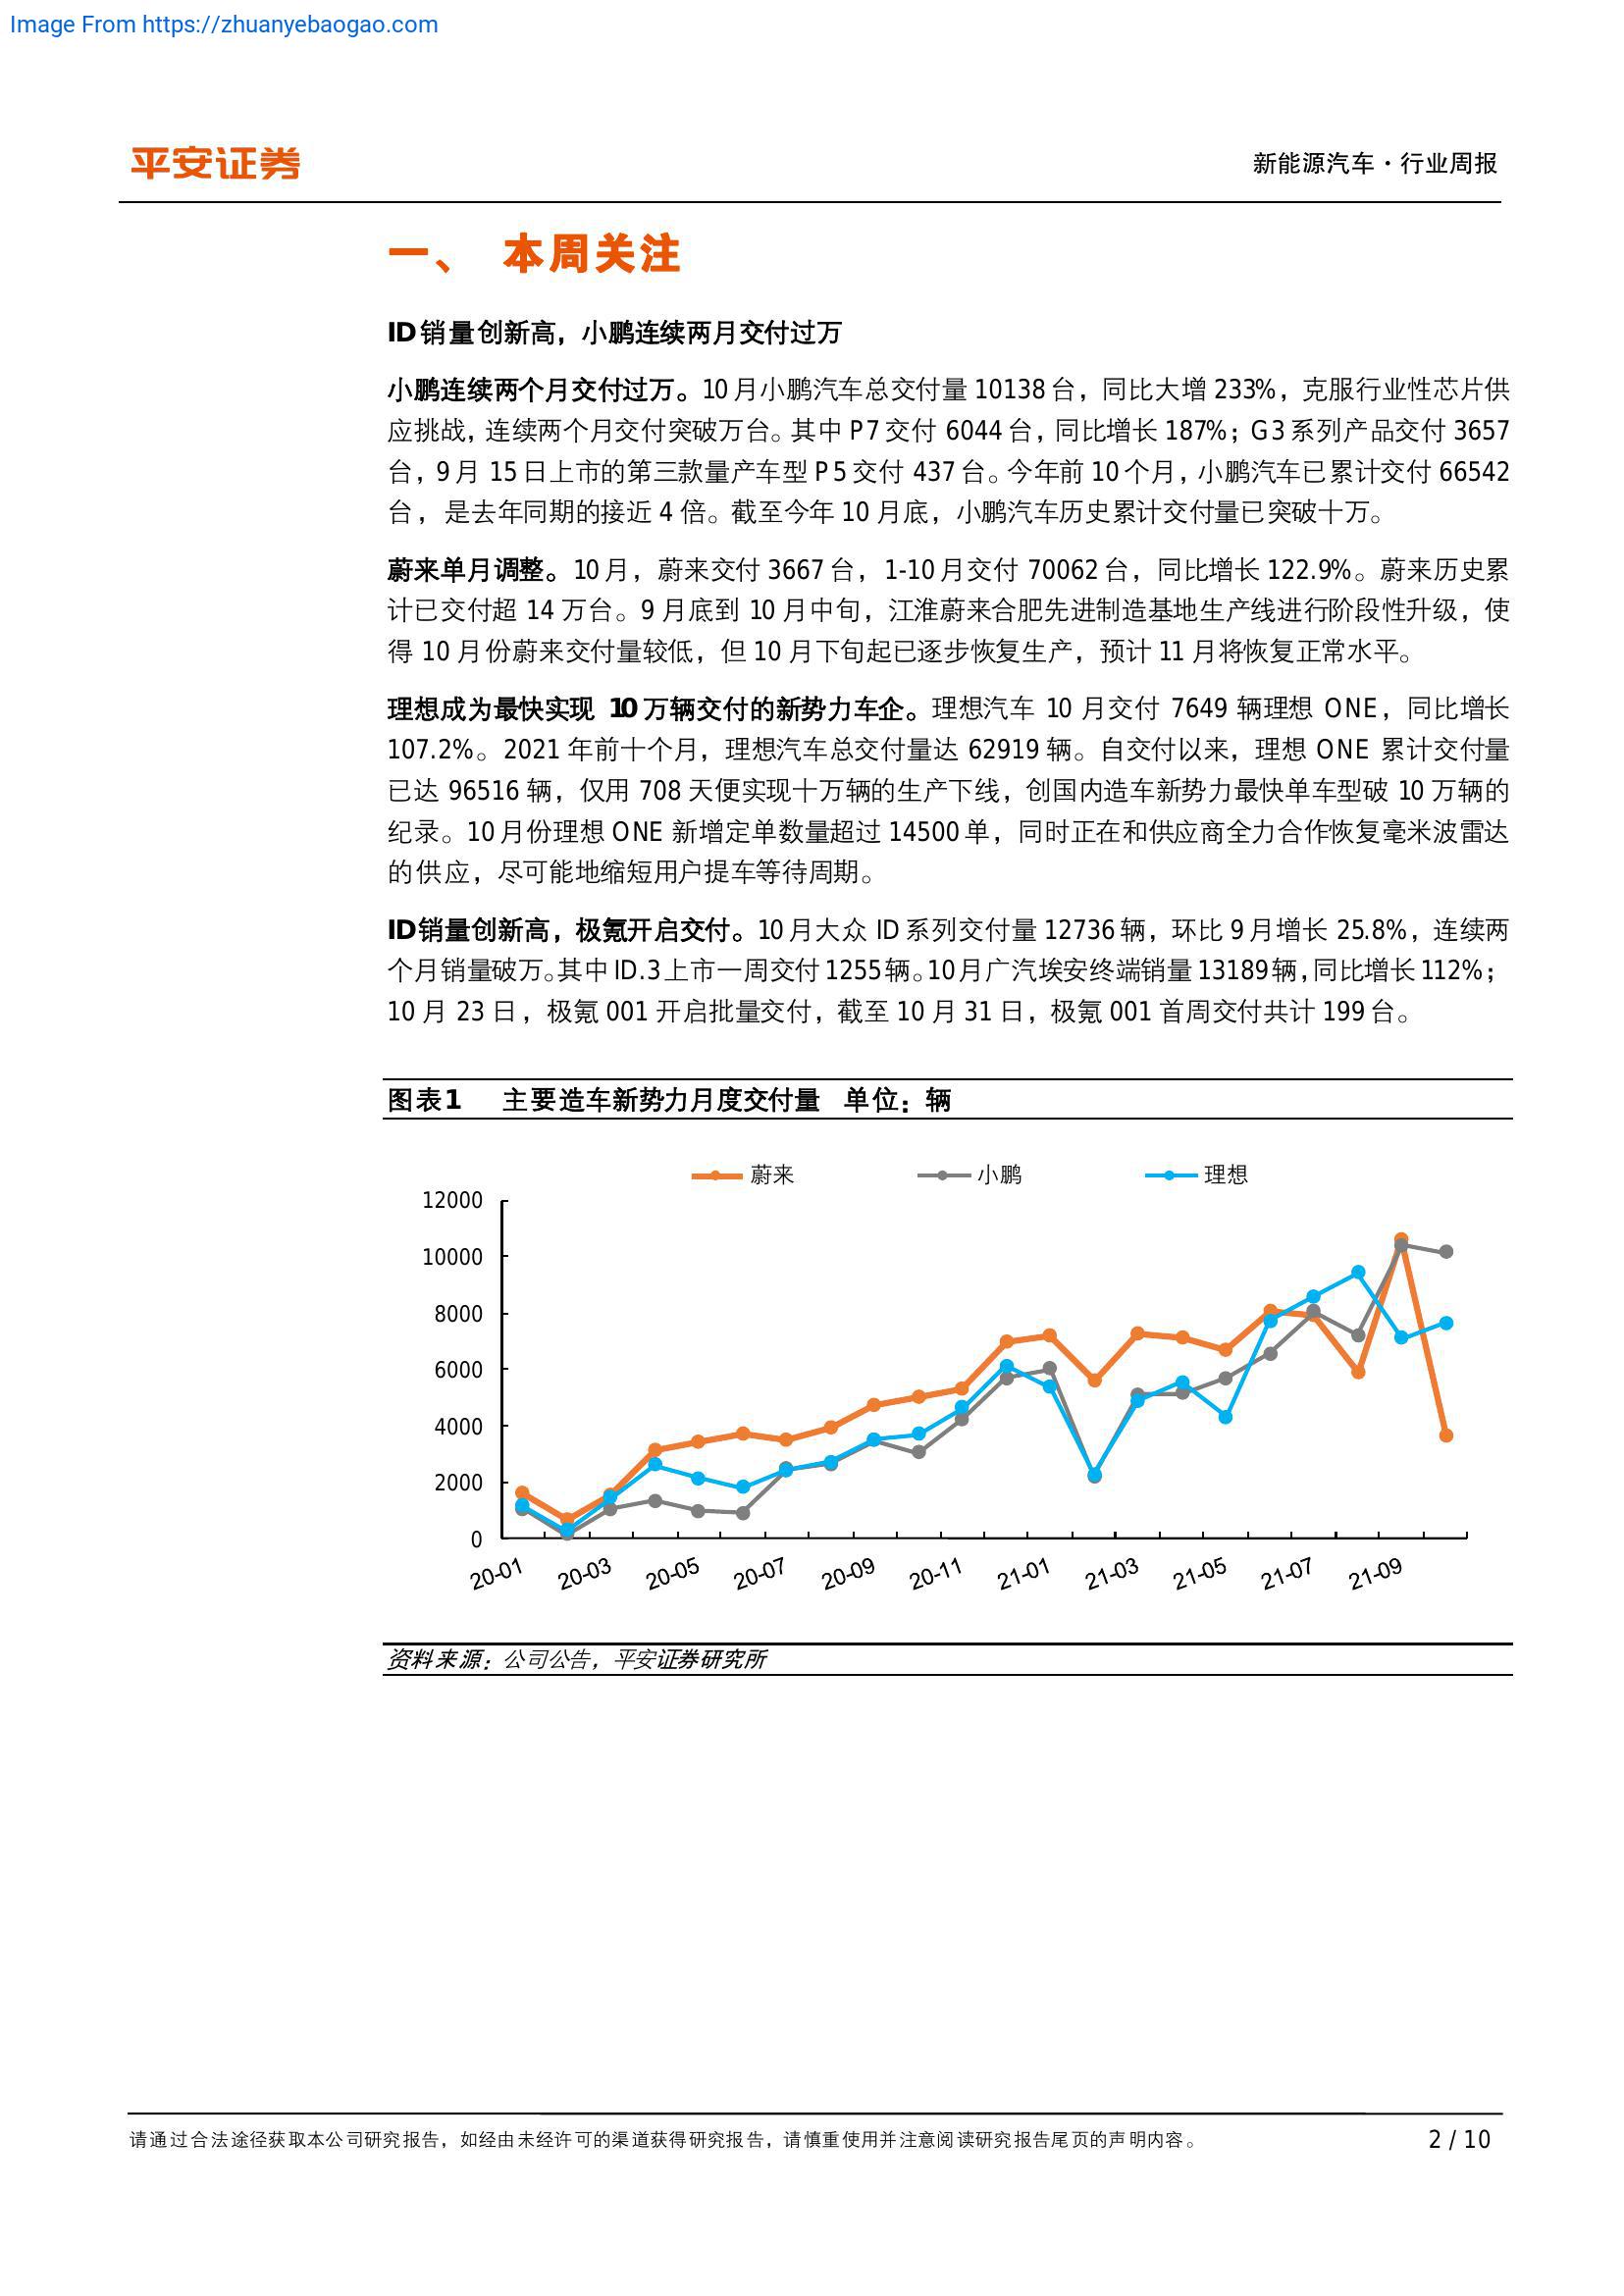 Image From https://zhuanyebaogao.com
平安证券
新能源汽车·行业周报
一、 本周关注
ID销量创新高，小鹏连续两月交付过万
小鹏连续两个月交付过万。10月小鹏汽车总交付量10138台，同比大增233%，克服行业性芯片供
应挑战，连续两个月交付突破万台。其中P7交付6044台，同比增长187%；G3系列产品交付3657
台，9月15日上市的第三款量产车型P5交付437台。今年前10个月，小鹏汽车已累计交付66542
台，是去年同期的接近4倍。截至今年10月底，小鹏汽车历史累计交付量已突破十万。
蔚来单月调整。10月，蔚来交付3667台，1-10月交付70062台，同比增长122.9%。蔚来历史累
计已交付超14万台。9月底到10月中旬，江淮蔚来合肥先进制造基地生产线进行阶段性升级，使
得10月份蔚来交付量较低，但10月下旬起已逐步恢复生产，预计11月将恢复正常水平。
理想成为最快实现10万辆交付的新势力车企。理想汽车10月交付7649辆理想ONE，同比增长
107.2%。2021年前十个月，理想汽车总交付量达62919辆。自交付以来，理想ONE累计交付量
已达96516辆，仅用708天便实现十万辆的生产下线，创国内造车新势力最快单车型破10万辆的
纪录。10月份理想ONE新增定单数量超过14500单，同时正在和供应商全力合作恢复毫米波雷达
的供应，尽可能地缩短用户提车等待周期。
ID销量创新高，极氪开启交付。10月大众ID系列交付量12736辆，环比9月增长25.8%，连续两
个月销量破万。其中ID.3上市一周交付1255辆。10月广汽埃安终端销量13189辆，同比增长112%；
10月23日，极氪001开启批量交付，截至10月31日，极氪001首周交付共计199台。
图表1 主要造车新势力月度交付量 单位：辆
蔚来 小鹏 理想
12000
10000
8000
6000
4000
2000
0
20-01 20-03 20-05 20-07 20-09 20-11 21-01 21-03 21-05 21-07 21-09
资料来源：公司公告，平安证券研究所
请通过合法途径获取本公司研究报告，如经由未经许可的渠道获得研究报告，请慎重使用并注意阅读研究报告尾页的声明内容。
2 / 10